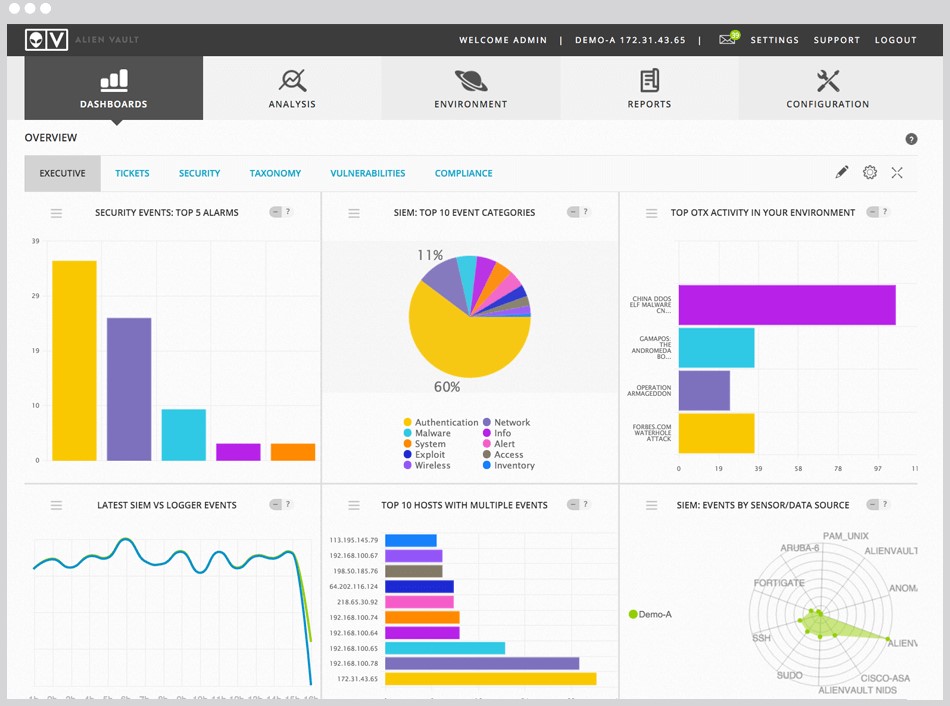 ALIEN VAULT
WELCOME ADMIN | DEMO-A 172.31.43.65 | 39 SETTINGS SUPPORT LOGOUT
DASHBOARDS ANALYSIS ENVIRONMENT REPORTS CONFIGURATION
OVERVIEW ?
EXECUTIVE TICKETS SECURITY TAXONOMY VULNERABILITIES COMPLIANCE
SECURITY EVENTS: TOP 5 ALARMS ?
39
29
19
10
0
SIEM: TOP 10 EVENT CATEGORIES ?
11%
60%
Authentication Network
Malware Info
System Alert
Exploit Access
Wireless Inventory
TOP OTX ACTIVITY IN YOUR ENVIRONMENT ?
CHINA DDOS
ELF MALWARE
CN...
GAMAPOS:
THE
ANDROMEDA
BO...
OPERATION
ARMAGEDDON
FORBES.COM
WATERHOLE
ATTACK
0 19 39 58 78 97 11
LATEST SIEM VS LOGGER EVENTS ?
TOP 10 HOSTS WITH MULTIPLE EVENTS ?
113.195.145.79
192.168.100.67
198.50.185.76
64.202.116.124
218.65.30.92
192.168.100.74
192.168.100.64
192.168.100.65
192.168.100.78
172.31.43.65
SIEM: EVENTS BY SENSOR/DATA SOURCE ?
Demo-A
PAM_UNIX
ARUBA-6
ALIENVAULT
FORTIGATE
ANOM
SSH
ALIENV
SUDO
CISCO-ASA
ALIENVAULT NIDS